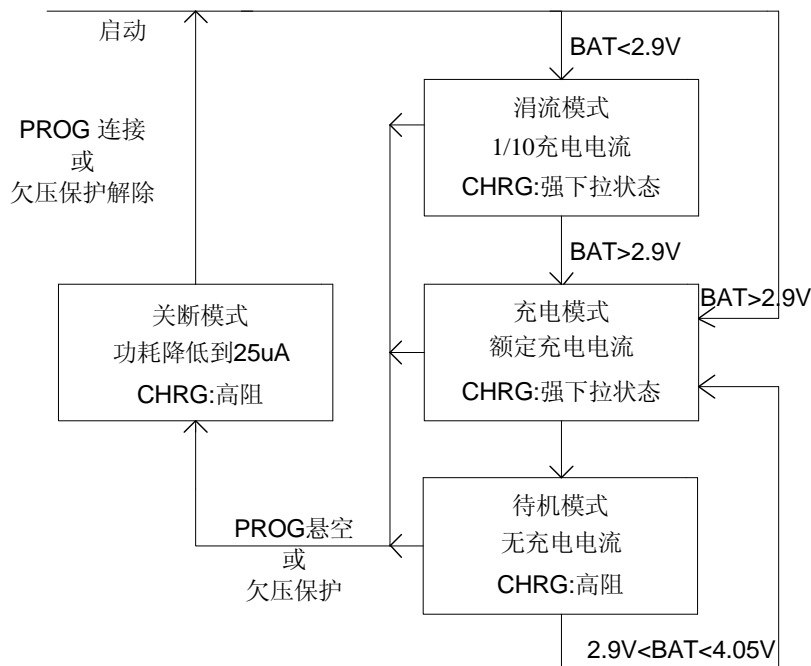 启动
BAT<2.9V
涓流模式
1/10充电电流
CHRG:强下拉状态
PROG 连接
或
欠压保护解除
BAT>2.9V
BAT>2.9V
关断模式
功耗降低到25uA
CHRG:高阻
充电模式
额定充电电流
CHRG:强下拉状态
待机模式
无充电电流
CHRG:高阻
PROG悬空
或
欠压保护
2.9V<BAT<4.05V